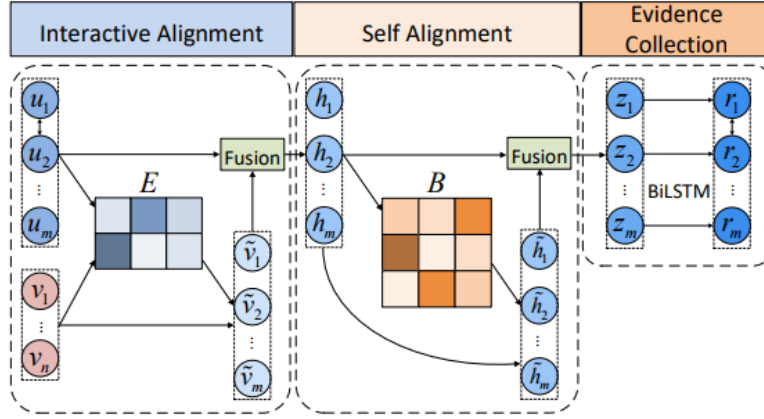 Interactive Alignment
Self Alignment
Evidence
Collection
u1
u2
⋮
um
v1
⋮
vn
E
Fusion
ṽ1
ṽ2
⋮
ṽm
h1
h2
⋮
hm
B
Fusion
h̃1
h̃2
⋮
h̃m
z1
z2
⋮
zm
BiLSTM
r1
r2
⋮
rm